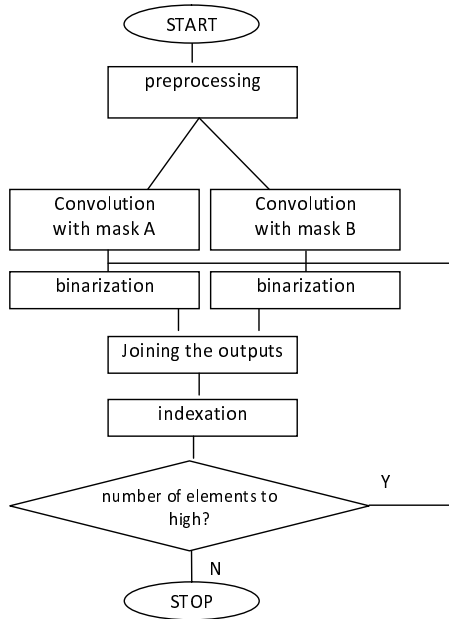 START
preprocessing
Convolution
with mask A
Convolution
with mask B
binarization
binarization
Joining the outputs
indexation
number of elements to
high?
Y
N
STOP